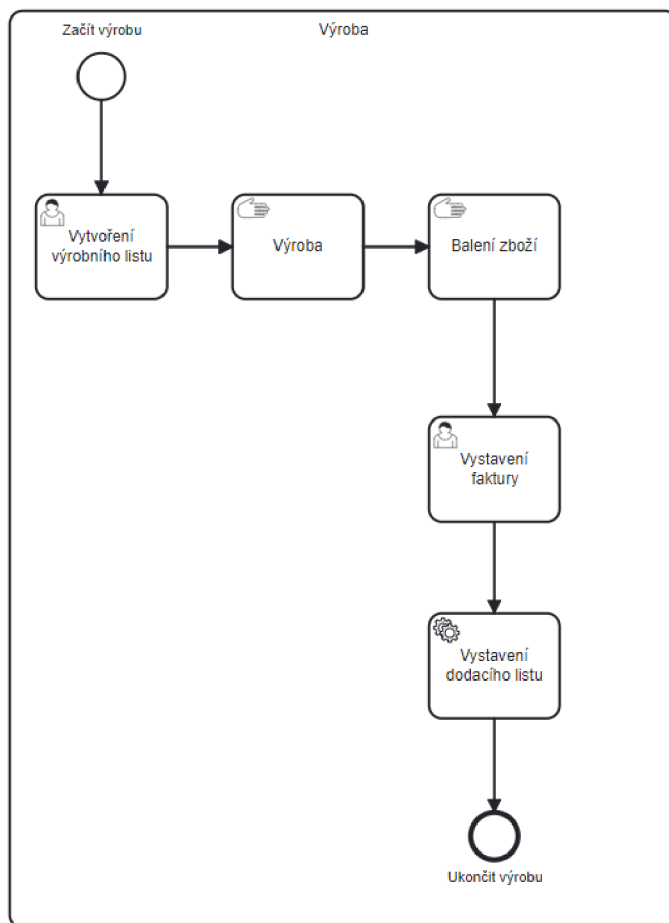 Začít výrobu
Výroba
Vytvoření
výrobního listu
Výroba
Balení zboží
Vystavení
faktury
Vystavení
dodacího listu
Ukončit výrobu